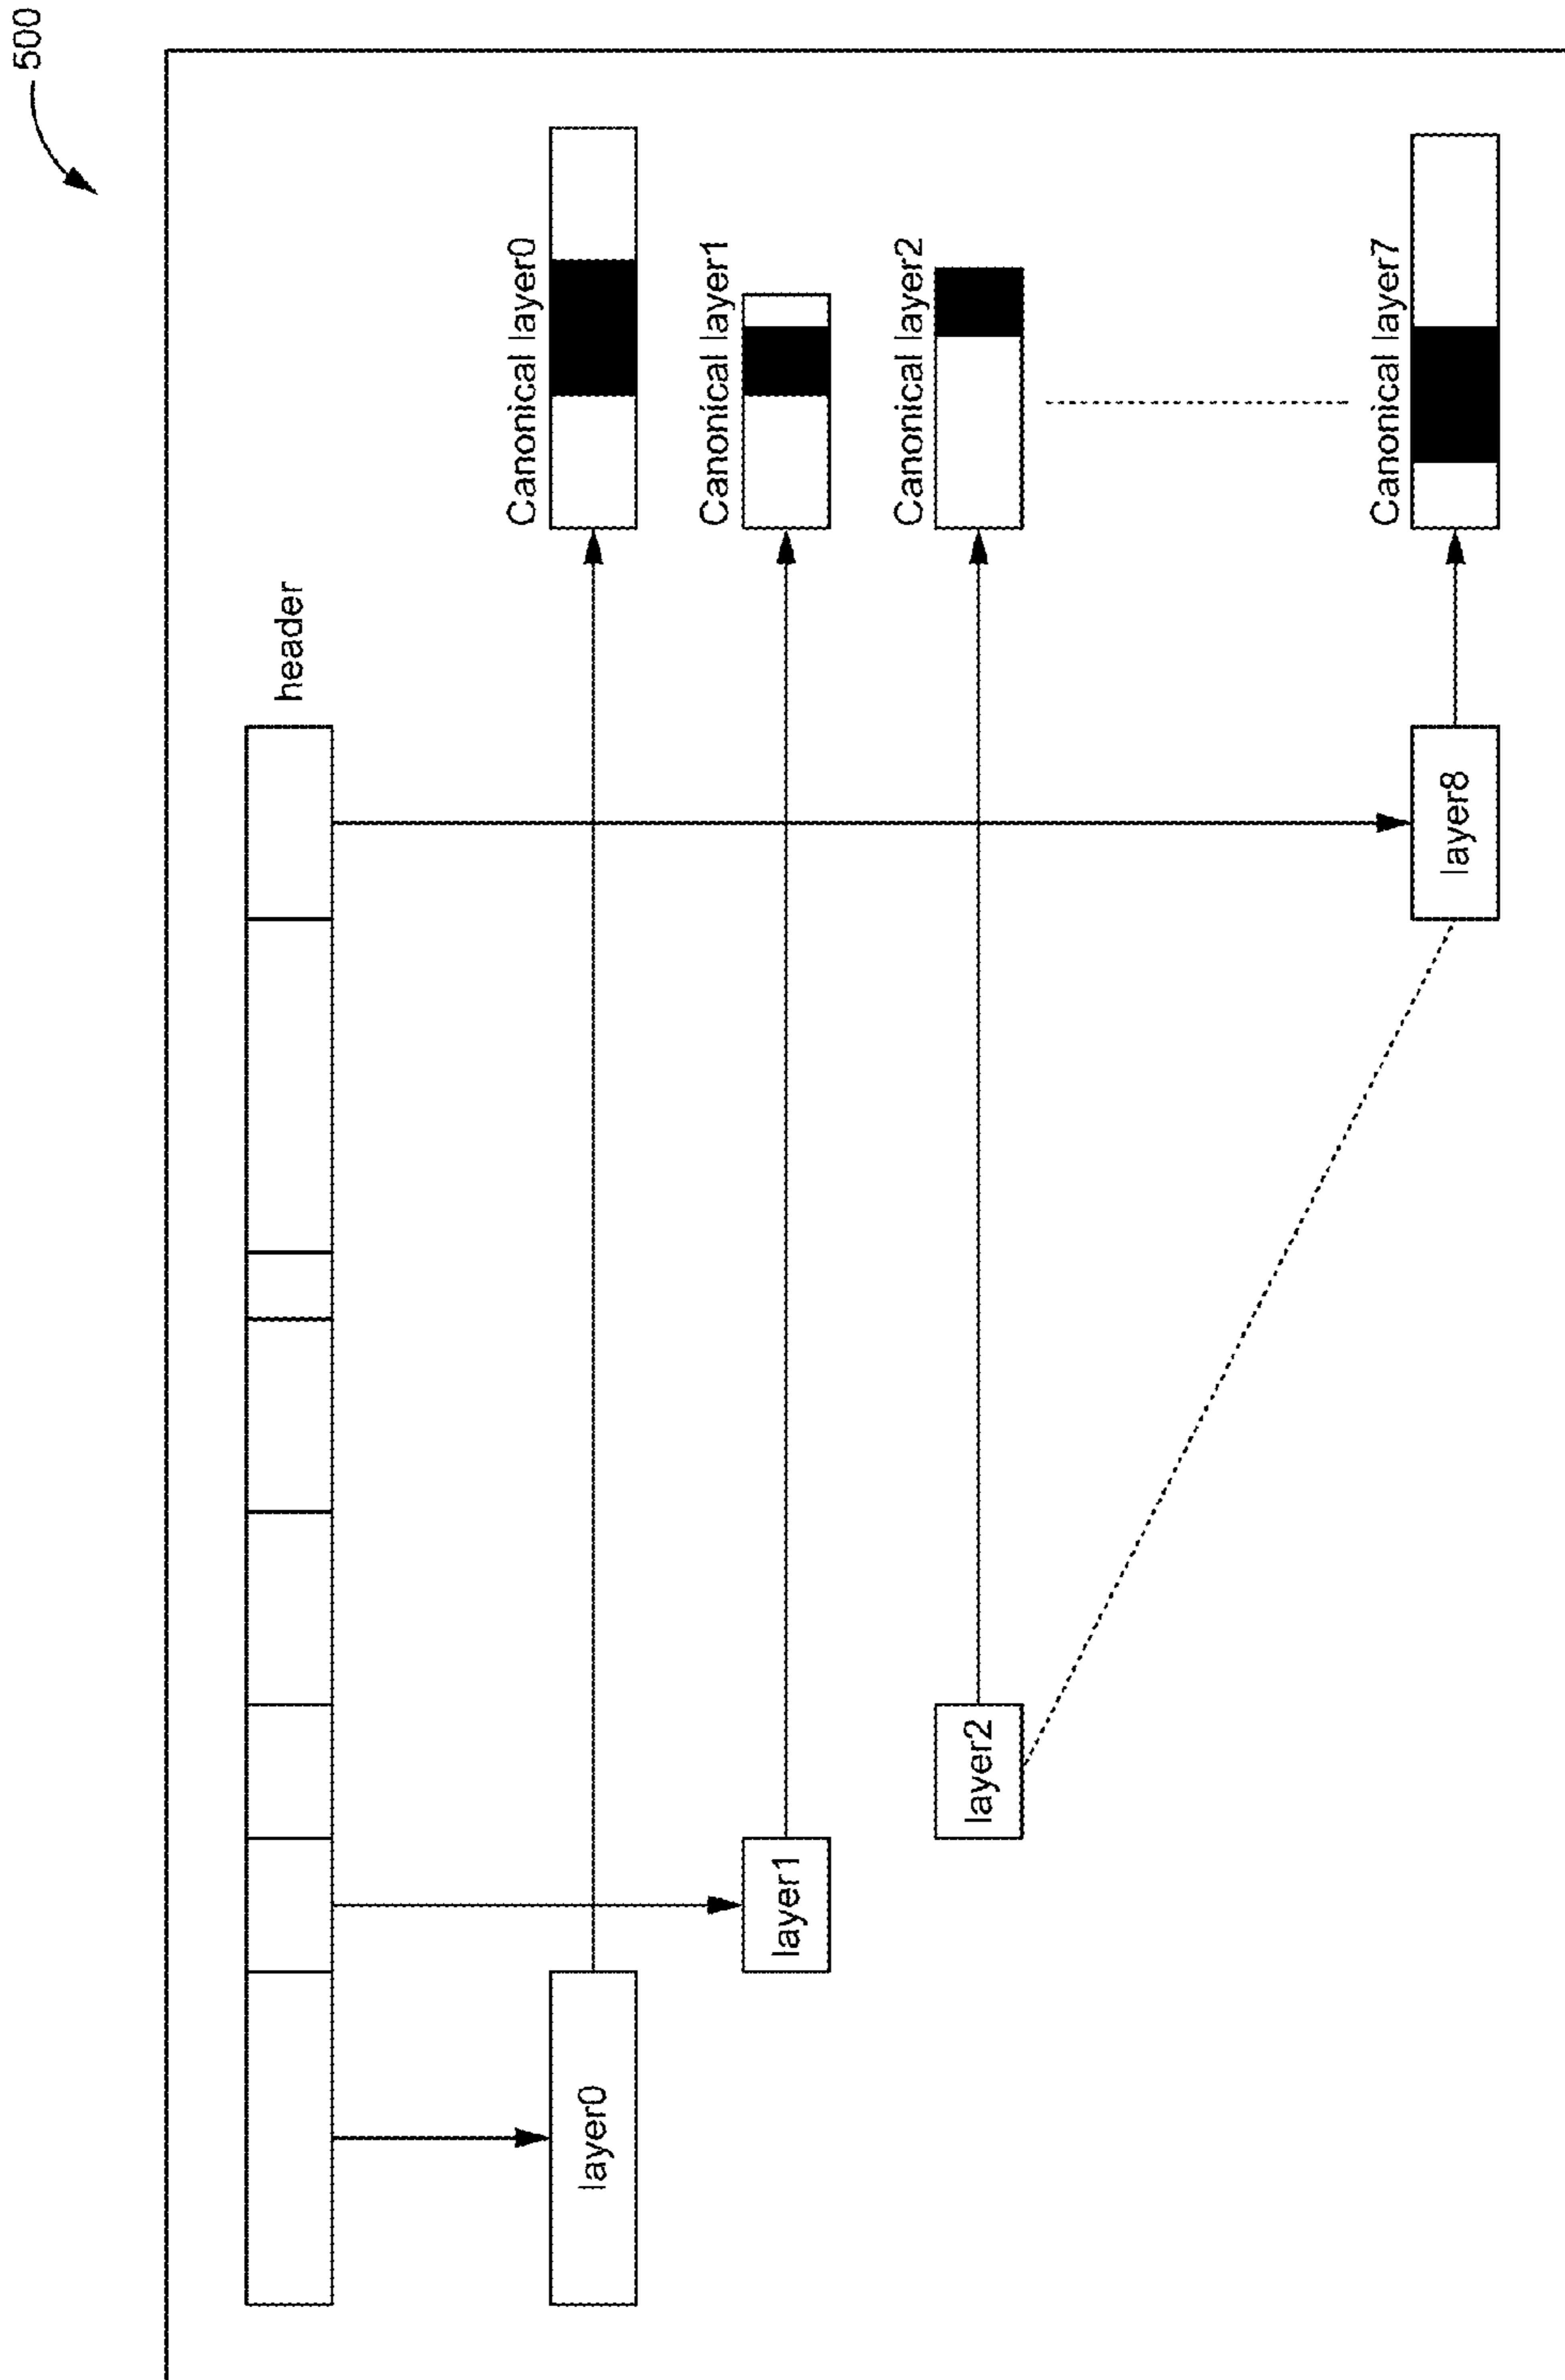 500
header
Canonical layer0
layer0
Canonical layer1
layer1
Canonical layer2
layer2
Canonical layer7
layer8